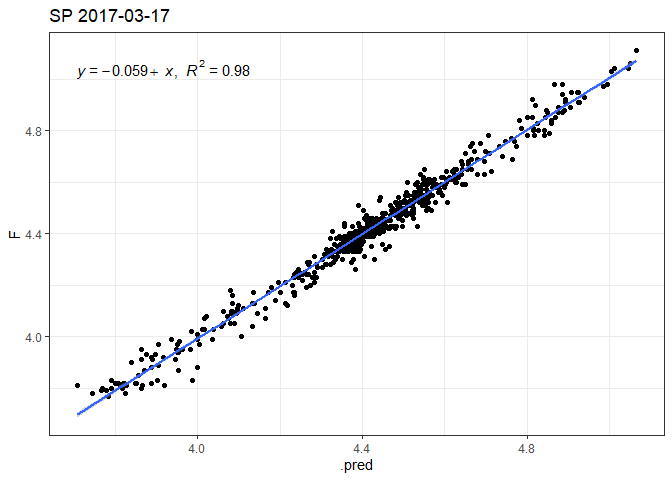 SP 2017-03-17
y = −0.059 + x, R² = 0.98
4.8
4.4
4.0
F
4.0 4.4 4.8
.pred